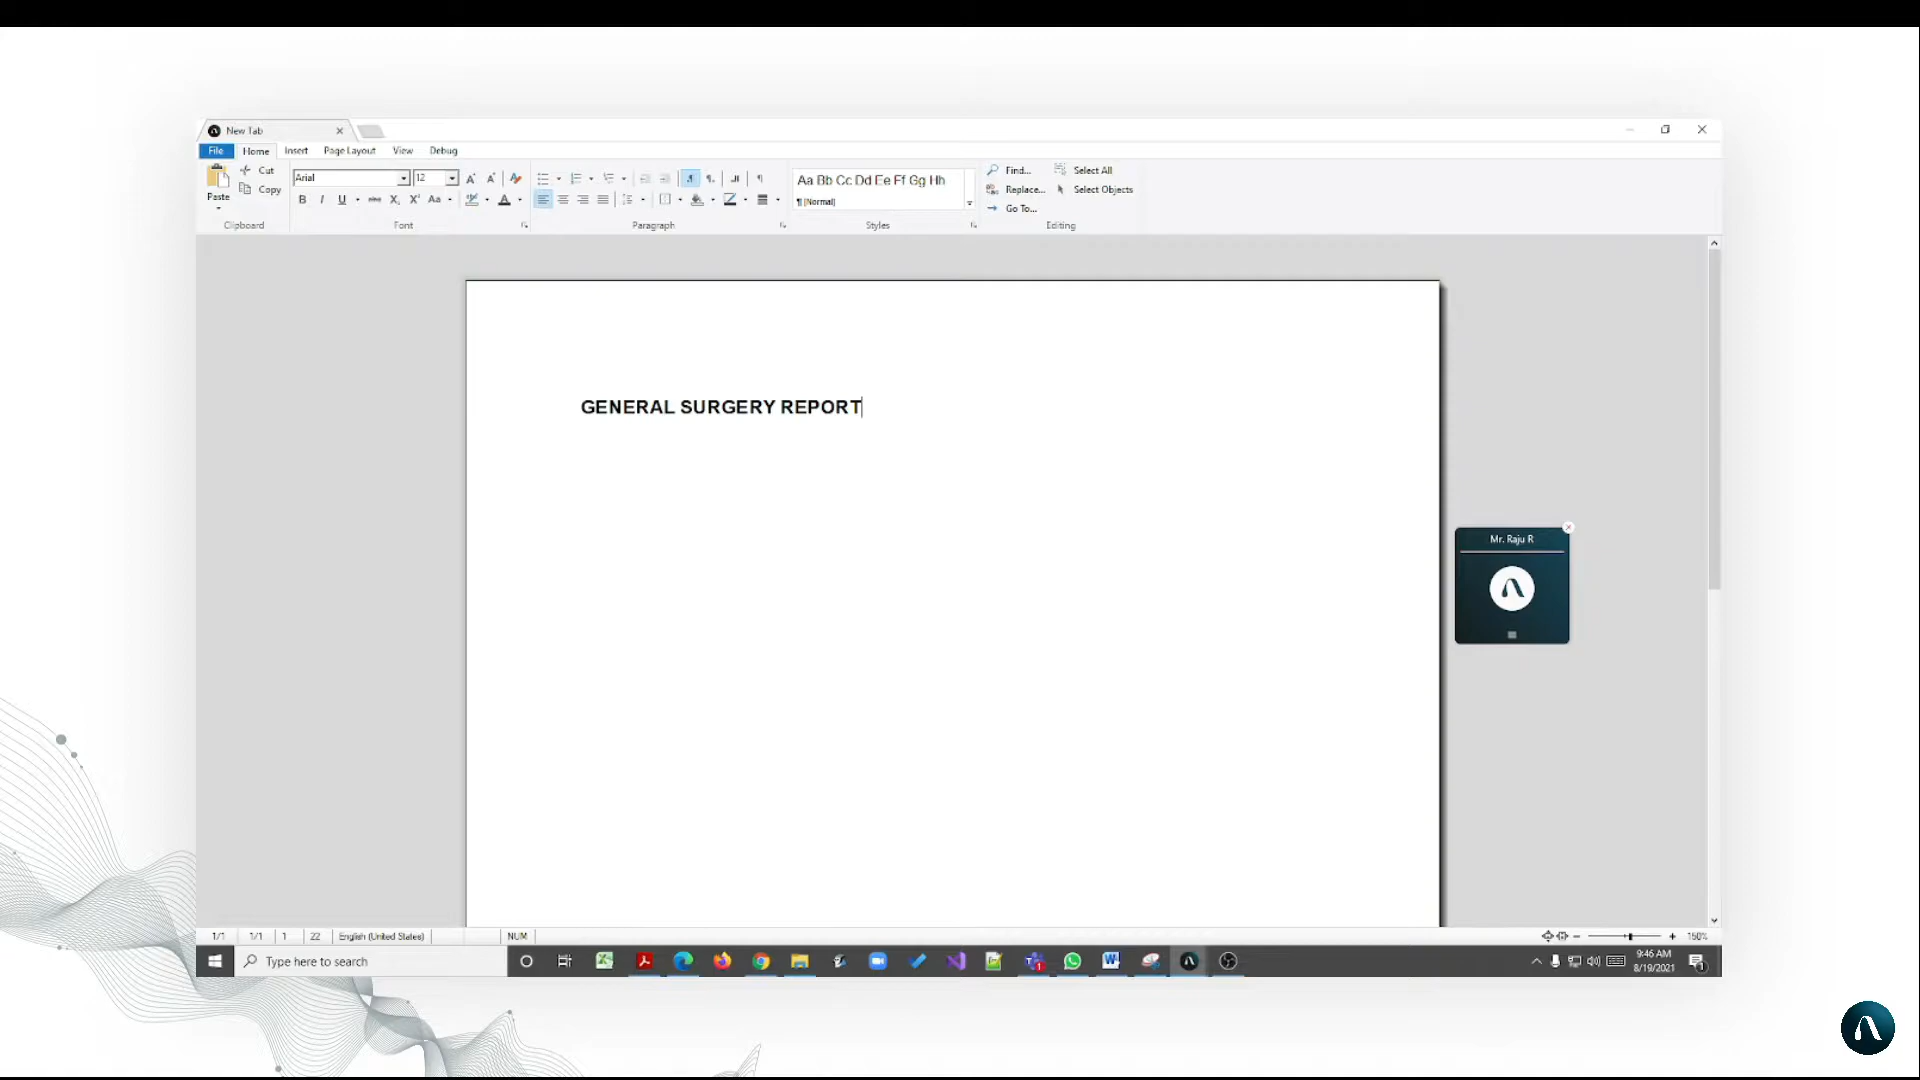 New Tab
File Home Insert Page Layout View Debug
Paste
Cut
Copy
Clipboard
Arial 12
B I U abc X, X² Aa A
Font
Paragraph
Aa Bb Cc Dd Ee Ff Gg Hh
¶ [Normal]
Styles
Find...
Replace...
Go To...
Select All
Select Objects
Editing
GENERAL SURGERY REPORT
Mr. Raju R
1/1 1/1 1 22 English (United States) NUM 150%
Type here to search
9:46 AM
8/19/2021